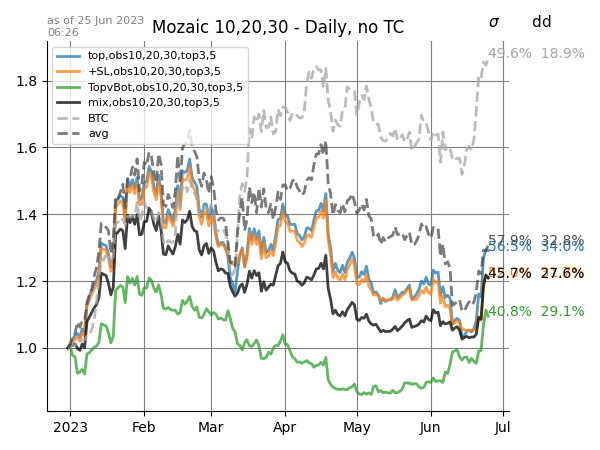 as of 25 Jun 2023
06:26
Mozaic 10,20,30 - Daily, no TC
σ dd
top,obs10,20,30,top3,5
+SL,obs10,20,30,top3,5
TopvBot,obs10,20,30,top3,5
mix,obs10,20,30,top3,5
BTC
avg
49.6% 18.9%
57.9% 32.8%
56.5% 34.0%
45.7% 27.6%
40.8% 29.1%
1.8
1.6
1.4
1.2
1.0
2023 Feb Mar Apr May Jun Jul